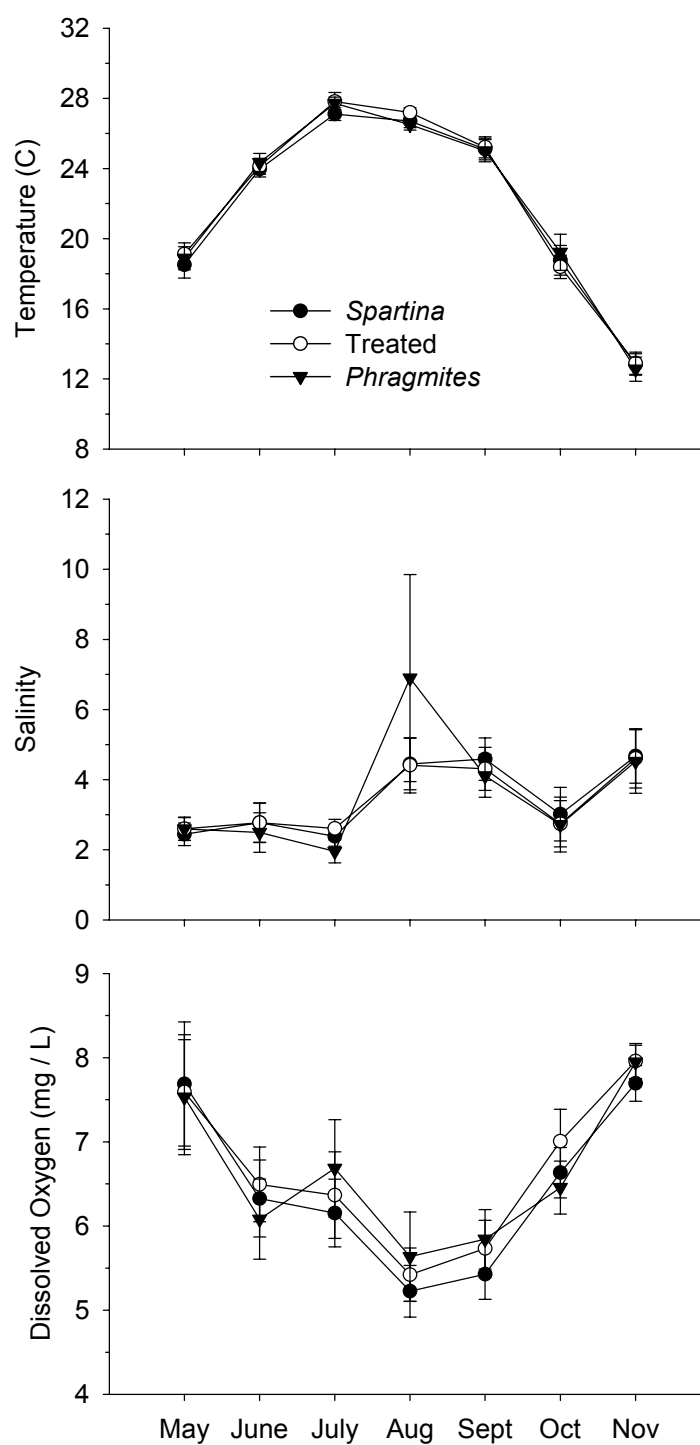 Temperature (C)
32
28
24
20
16
12
8
Spartina
Treated
Phragmites
Salinity
12
10
8
6
4
2
0
Dissolved Oxygen (mg / L)
9
8
7
6
5
4
May June July Aug Sept Oct Nov